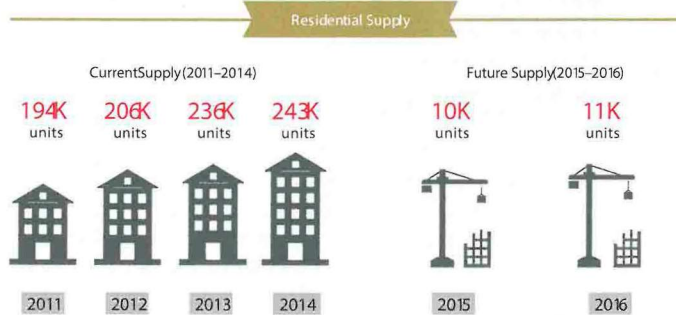 Residential Supply
CurrentSupply(2011–2014)
Future Supply(2015–2016)
194K 206K 236K 243K 10K 11K
units units units units units units
2011 2012 2013 2014 2015 2016